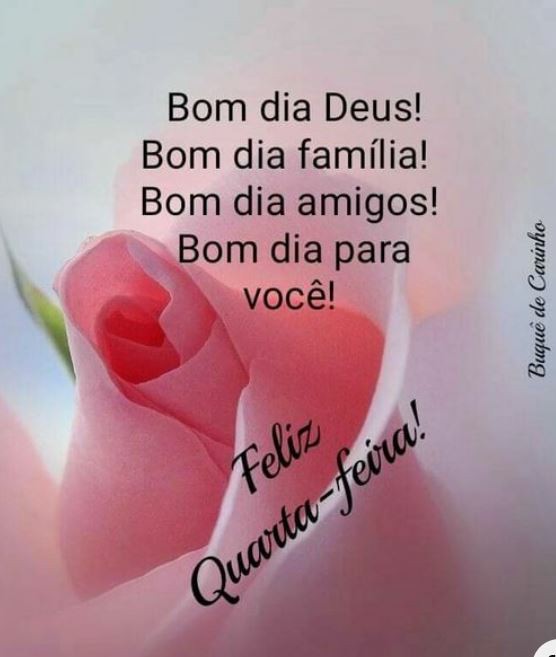 Bom dia Deus!
Bom dia família!
Bom dia amigos!
Bom dia para
você!
Feliz
Quarta-feira!
Buquê de Carinho